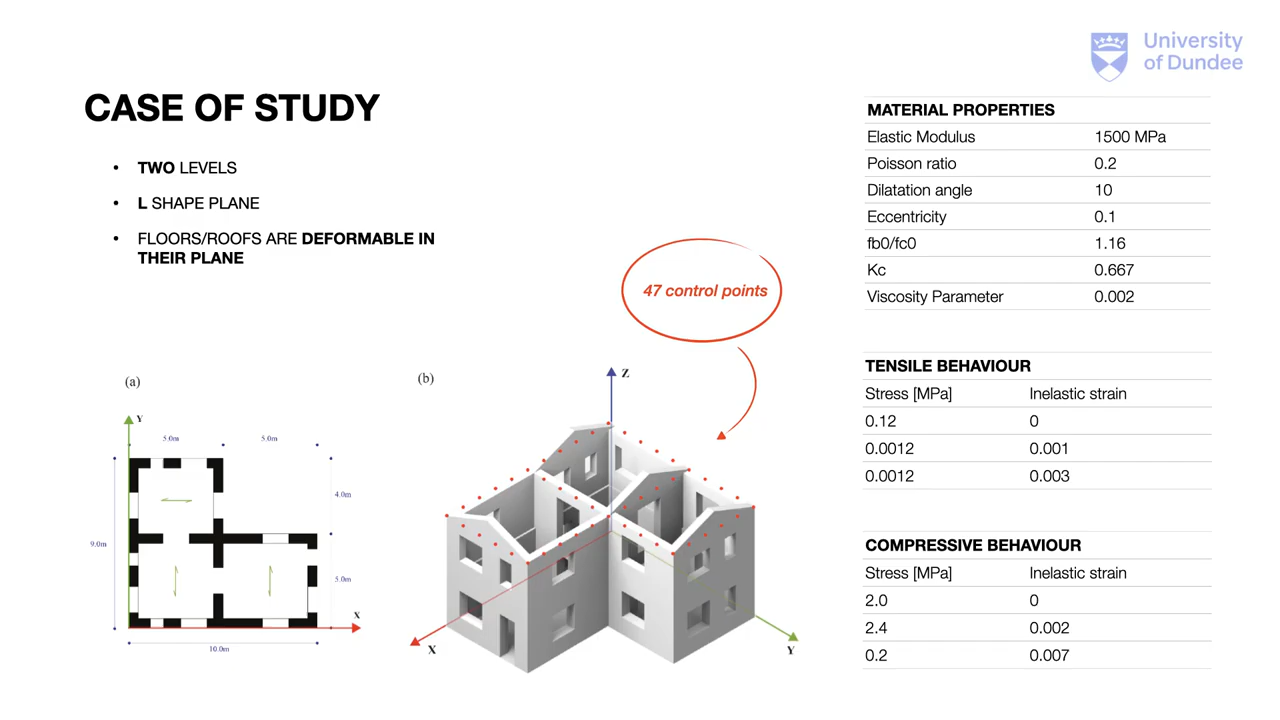 University
of Dundee
CASE OF STUDY
• TWO LEVELS
• L SHAPE PLANE
• FLOORS/ROOFS ARE DEFORMABLE IN
THEIR PLANE
47 control points
(a)
Y
5.0m
5.0m
4.0m
9.0m
5.0m
X
10.0m
(b)
Z
X
Y
MATERIAL PROPERTIES
Elastic Modulus 1500 MPa
Poisson ratio 0.2
Dilatation angle 10
Eccentricity 0.1
fb0/fc0 1.16
Kc 0.667
Viscosity Parameter 0.002
TENSILE BEHAVIOUR
Stress [MPa] Inelastic strain
0.12 0
0.0012 0.001
0.0012 0.003
COMPRESSIVE BEHAVIOUR
Stress [MPa] Inelastic strain
2.0 0
2.4 0.002
0.2 0.007